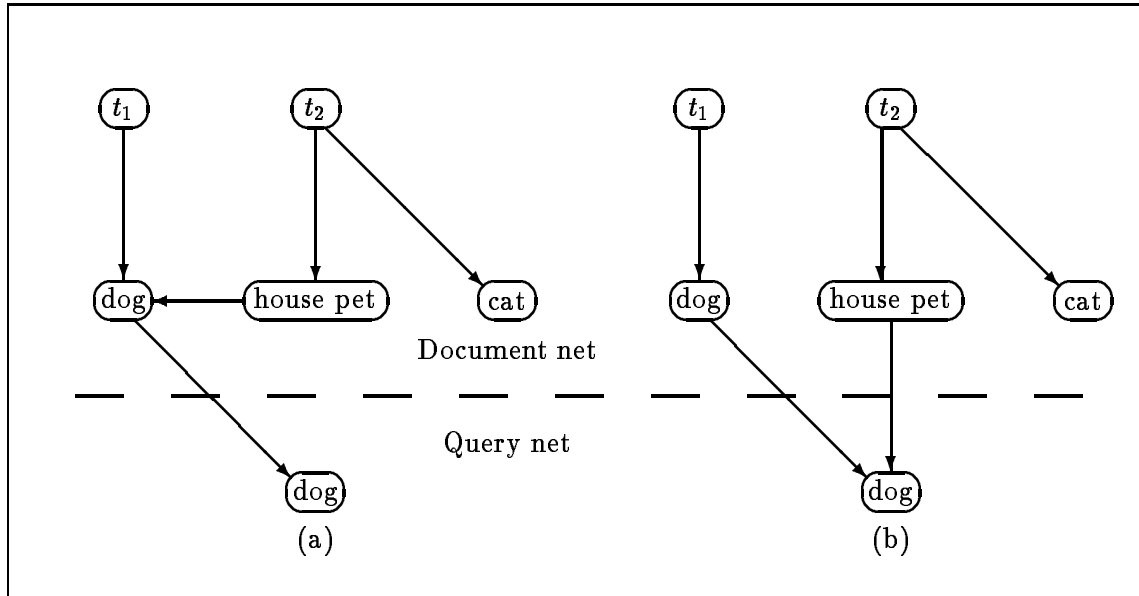 t₁ t₂ t₁ t₂
dog house pet cat dog house pet cat
Document net
Query net
dog dog
(a) (b)